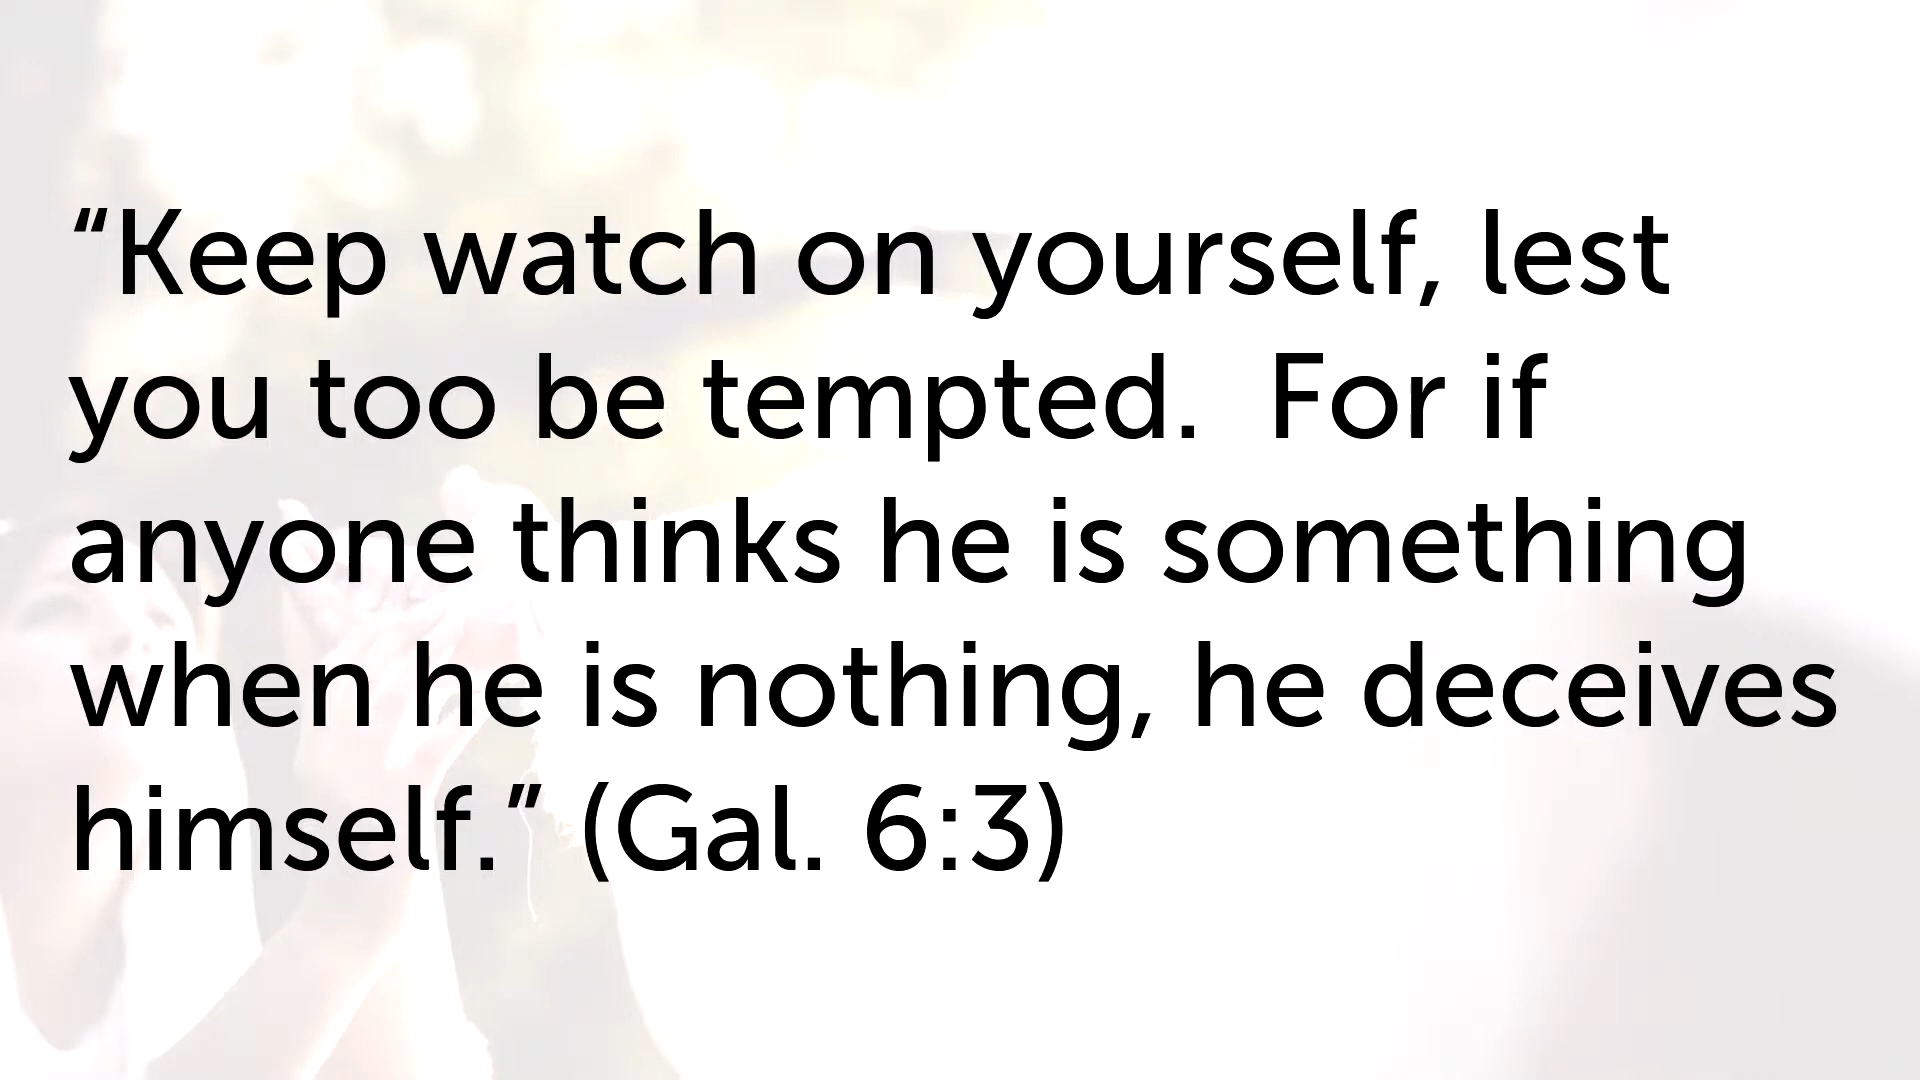 “Keep watch on yourself, lest
you too be tempted.  For if
anyone thinks he is something
when he is nothing, he deceives
himself.” (Gal. 6:3)